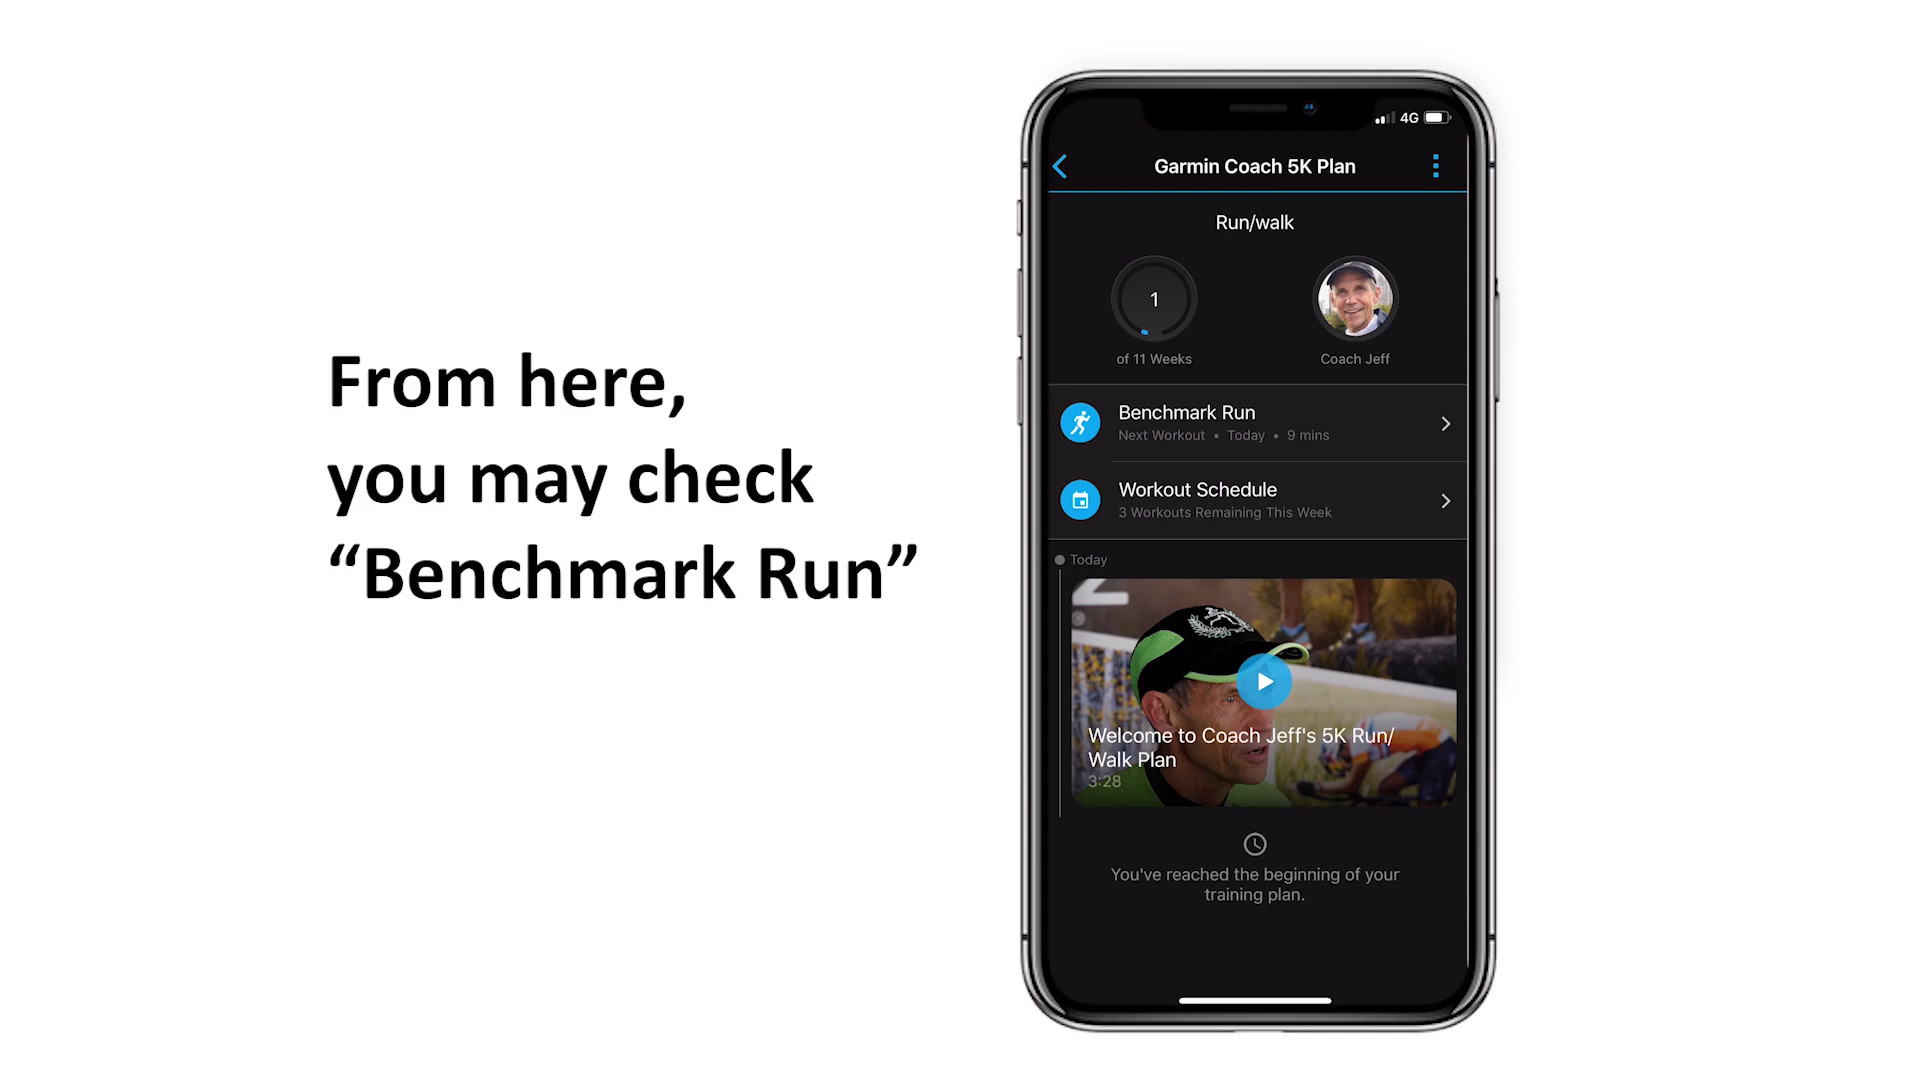 From here,
you may check
“Benchmark Run”
4G
Garmin Coach 5K Plan
Run/walk
1
of 11 Weeks
Coach Jeff
Benchmark Run
Next Workout • Today • 9 mins
Workout Schedule
3 Workouts Remaining This Week
Today
Welcome to Coach Jeff's 5K Run/
Walk Plan
3:28
You've reached the beginning of your
training plan.